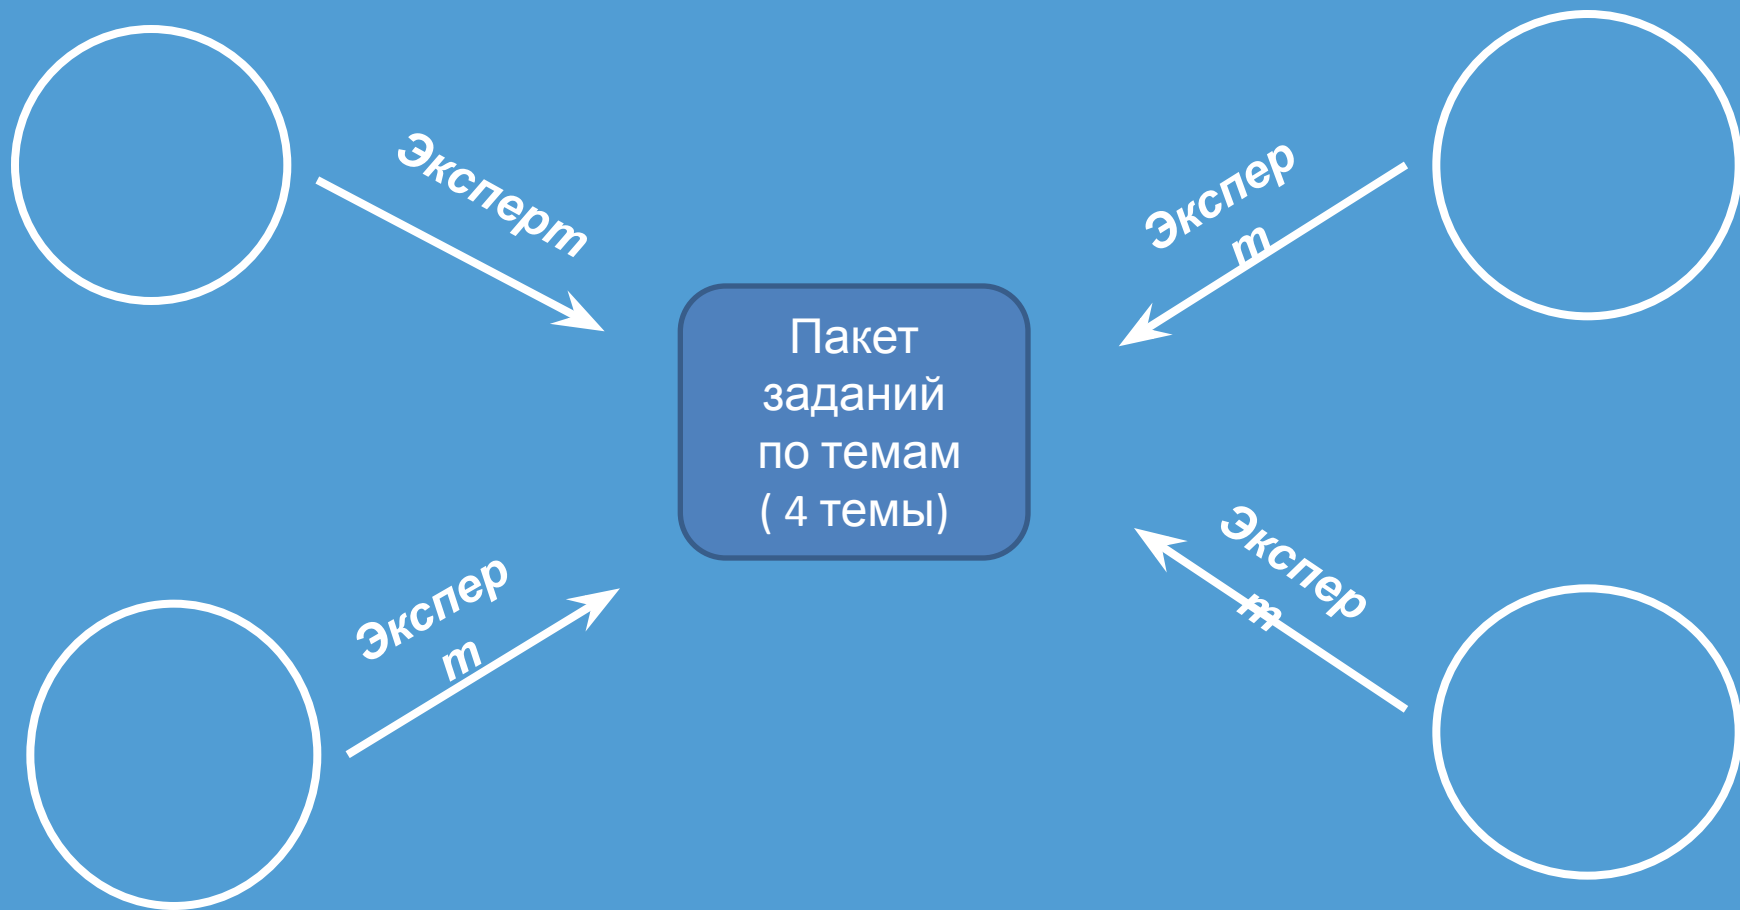 Эксперт
Экспер
т
Пакет
заданий
по темам
( 4 темы)
Экспер
т
Экспер
т